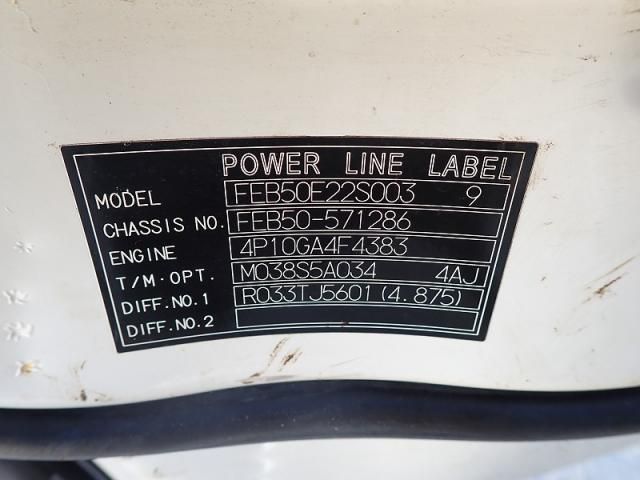 POWER LINE LABEL
MODEL FEB50E22S003 9
CHASSIS NO. FEB50-571286
ENGINE 4P10GA4F4383
T/M·OPT. M038S5A034 4AJ
DIFF.NO.1 R033TJ5601(4.875)
DIFF.NO.2